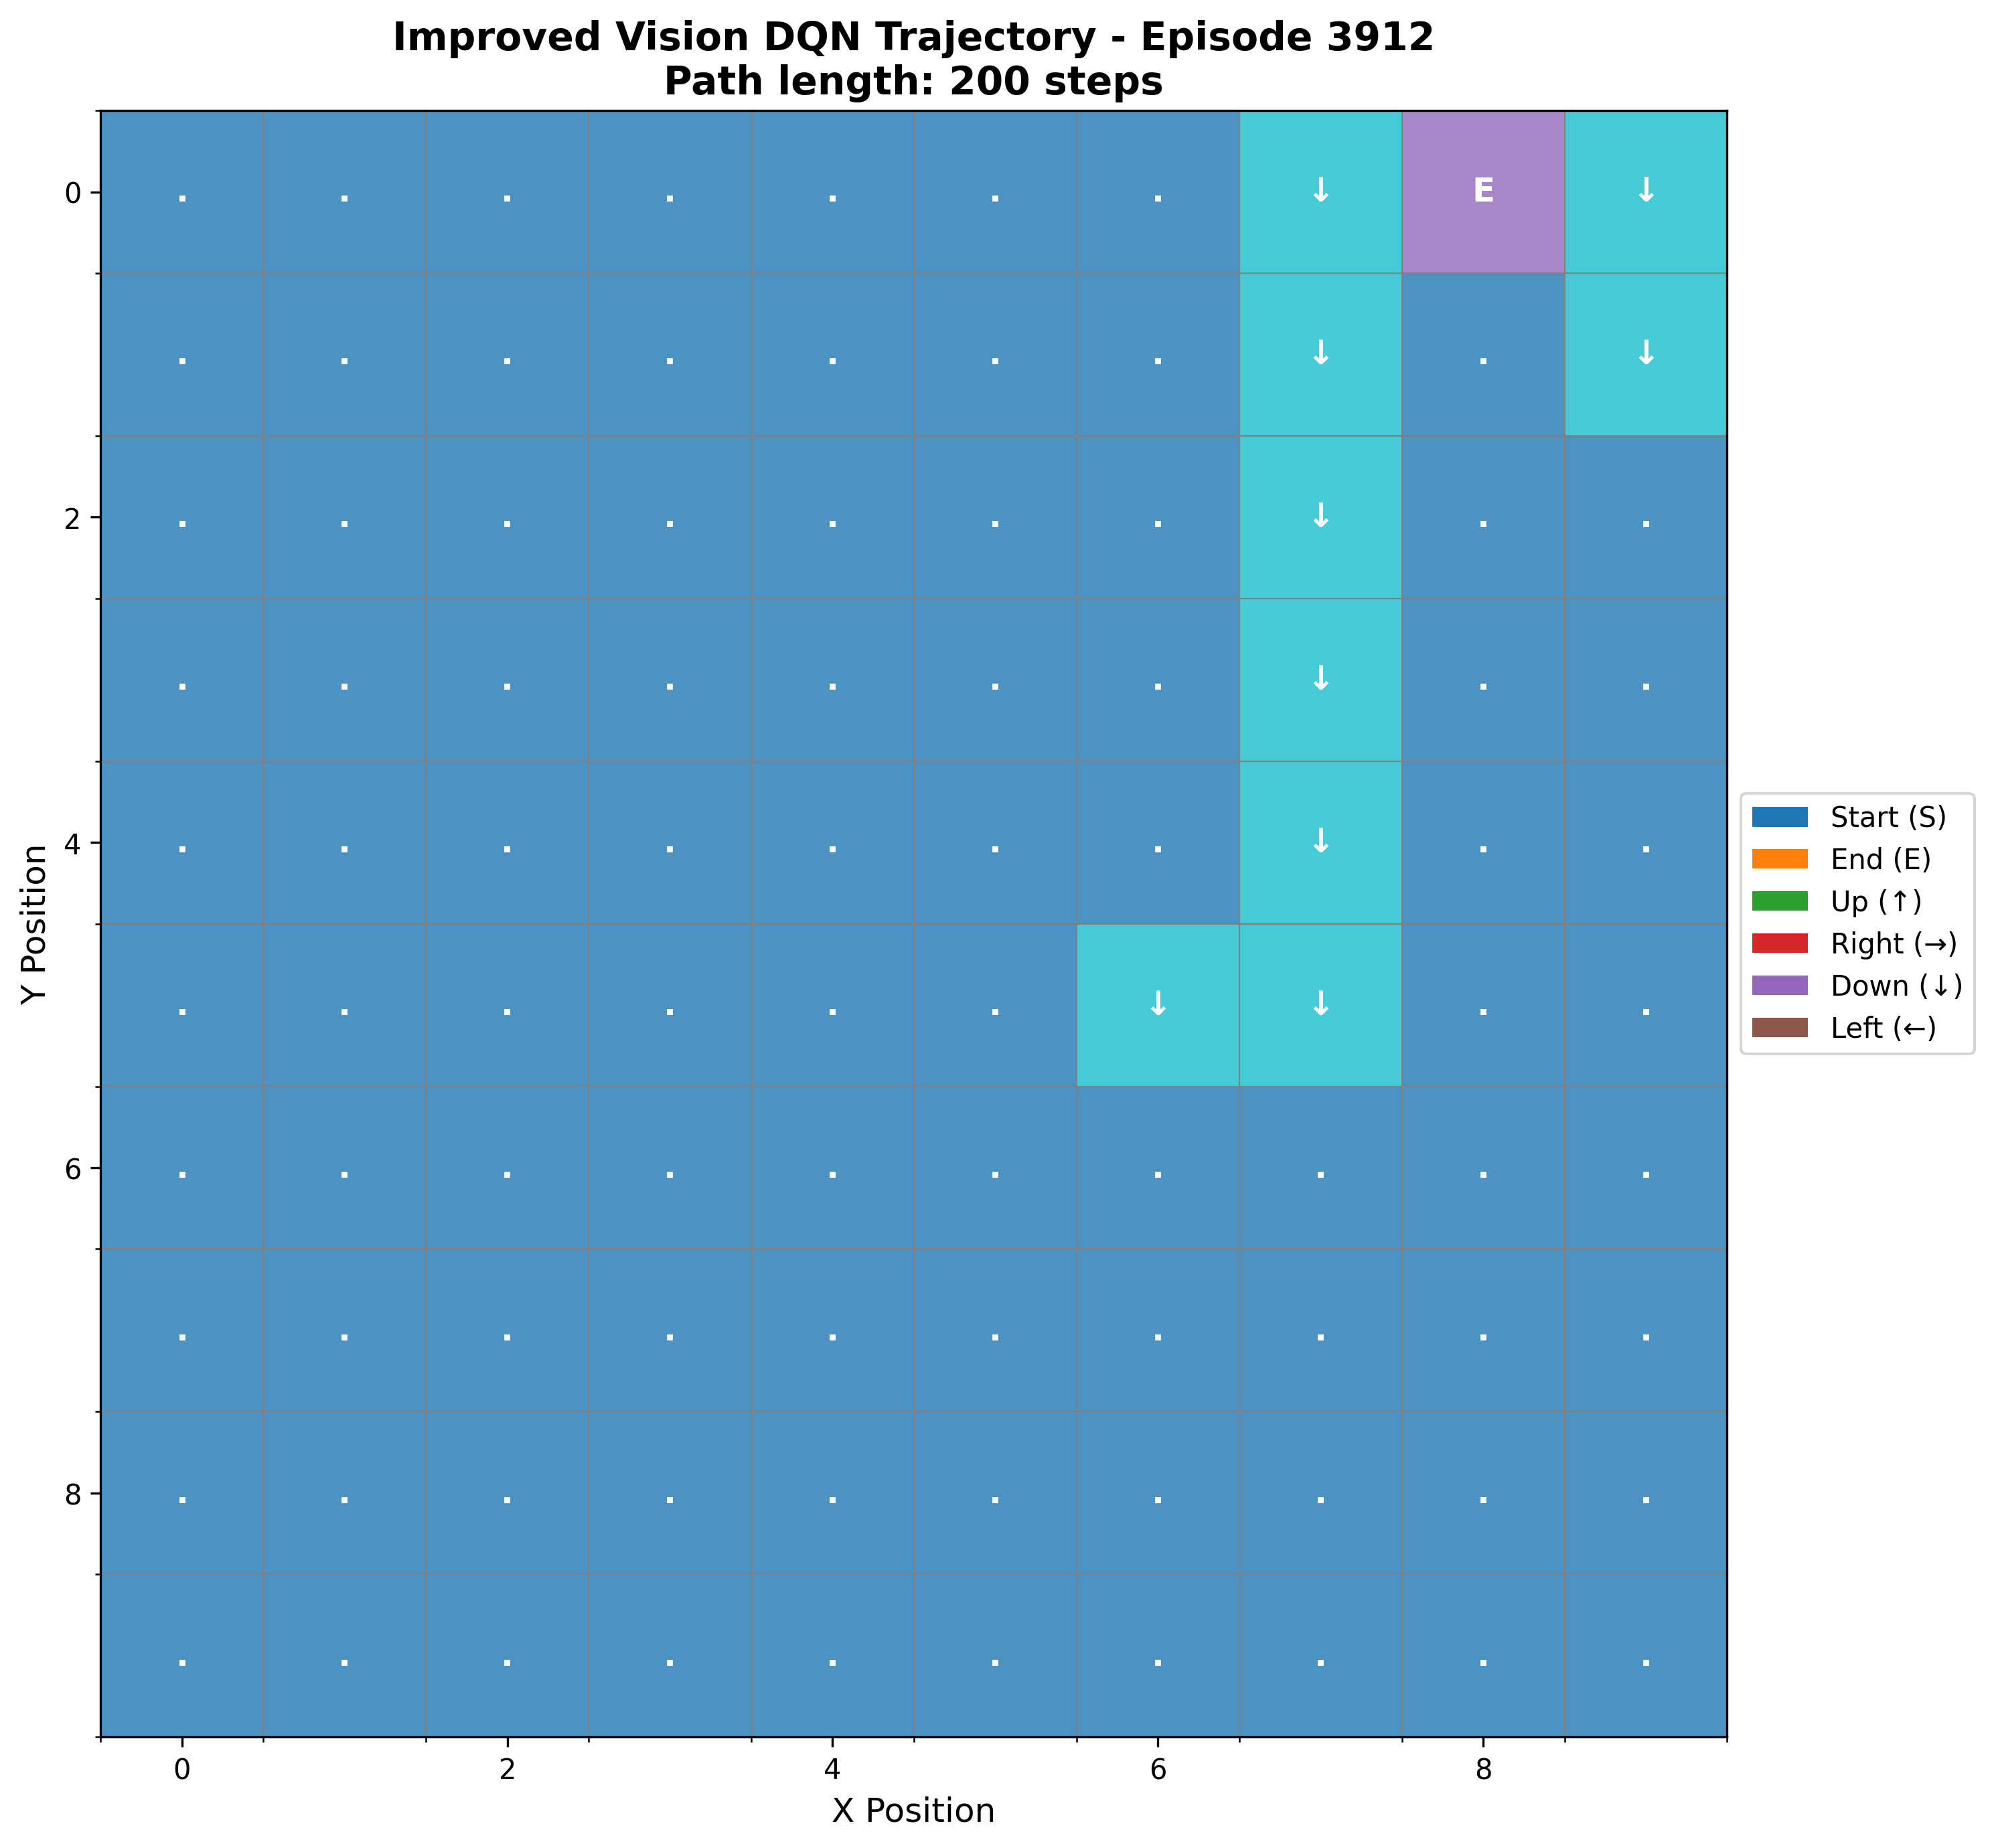 Improved Vision DQN Trajectory - Episode 3912
Path length: 200 steps
0 . . . . . . . ↓ E ↓
. . . . . . . ↓ . ↓
2 . . . . . . . ↓ . .
. . . . . . . ↓ . .
4 . . . . . . . ↓ . .
. . . . . . ↓ ↓ . .
6 . . . . . . . . . .
. . . . . . . . . .
8 . . . . . . . . . .
. . . . . . . . . .
0 2 4 6 8
X Position
Y Position
Start (S)
End (E)
Up (↑)
Right (→)
Down (↓)
Left (←)